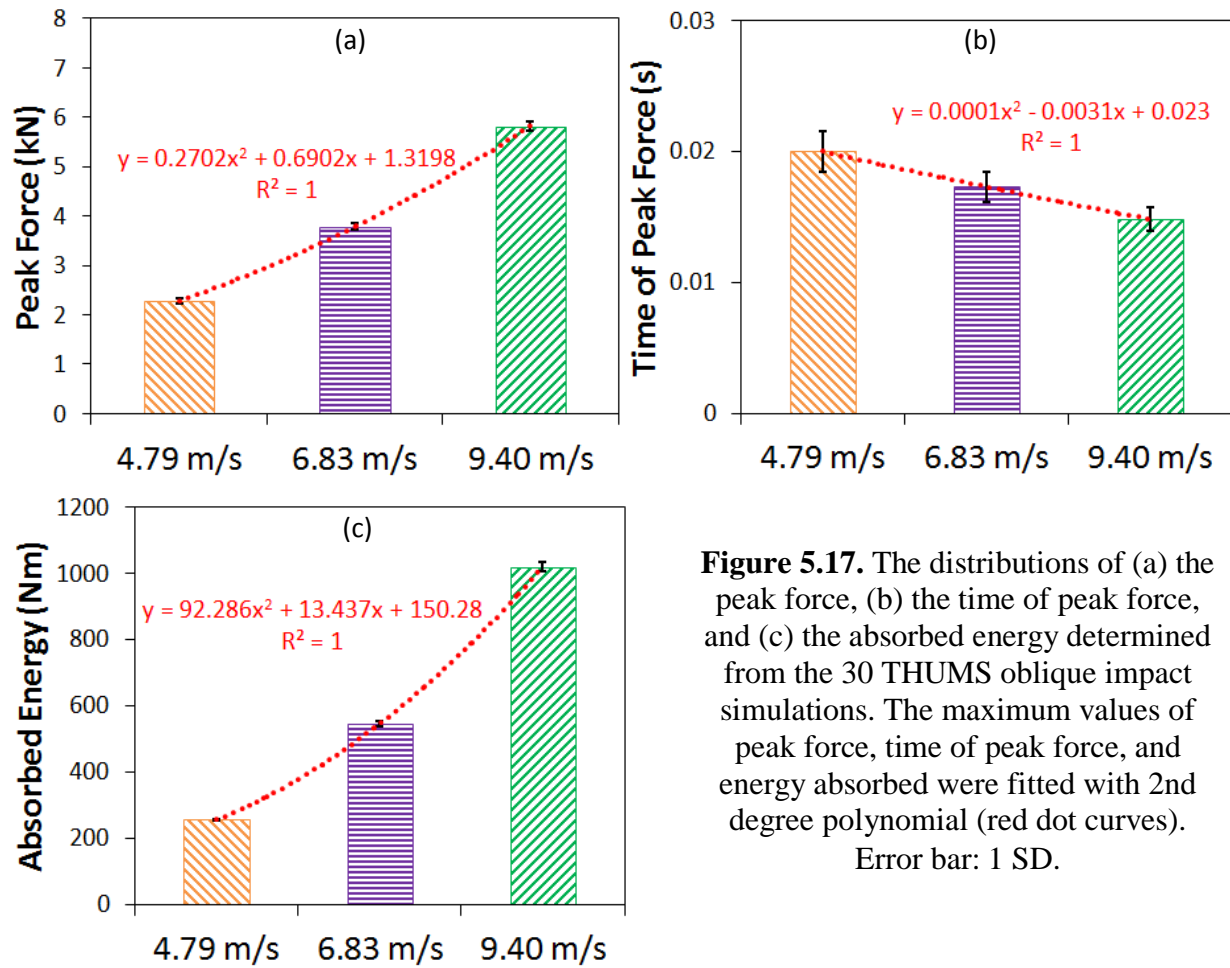 (a)
Peak Force (kN)
8
7
6
5
4
3
2
1
0
y = 0.2702x² + 0.6902x + 1.3198
R² = 1
4.79 m/s 6.83 m/s 9.40 m/s
(b)
Time of Peak Force (s)
0.03
0.02
0.01
0
y = 0.0001x² - 0.0031x + 0.023
R² = 1
4.79 m/s 6.83 m/s 9.40 m/s
(c)
Absorbed Energy (Nm)
1200
1000
800
600
400
200
0
y = 92.286x² + 13.437x + 150.28
R² = 1
4.79 m/s 6.83 m/s 9.40 m/s
Figure 5.17. The distributions of (a) the
peak force, (b) the time of peak force,
and (c) the absorbed energy determined
from the 30 THUMS oblique impact
simulations. The maximum values of
peak force, time of peak force, and
energy absorbed were fitted with 2nd
degree polynomial (red dot curves).
Error bar: 1 SD.